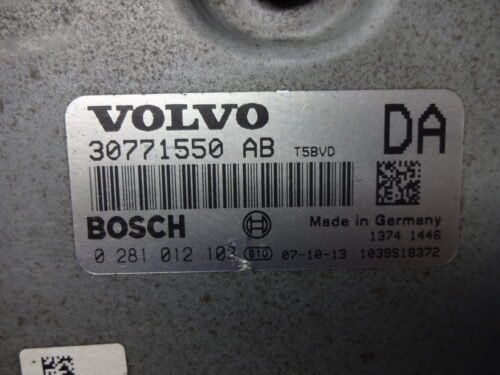 VOLVO DA
30771550 AB T5BVD
BOSCH Made in Germany
1374 1446
0 281 012 103 B10 07-10-13 1039S18372